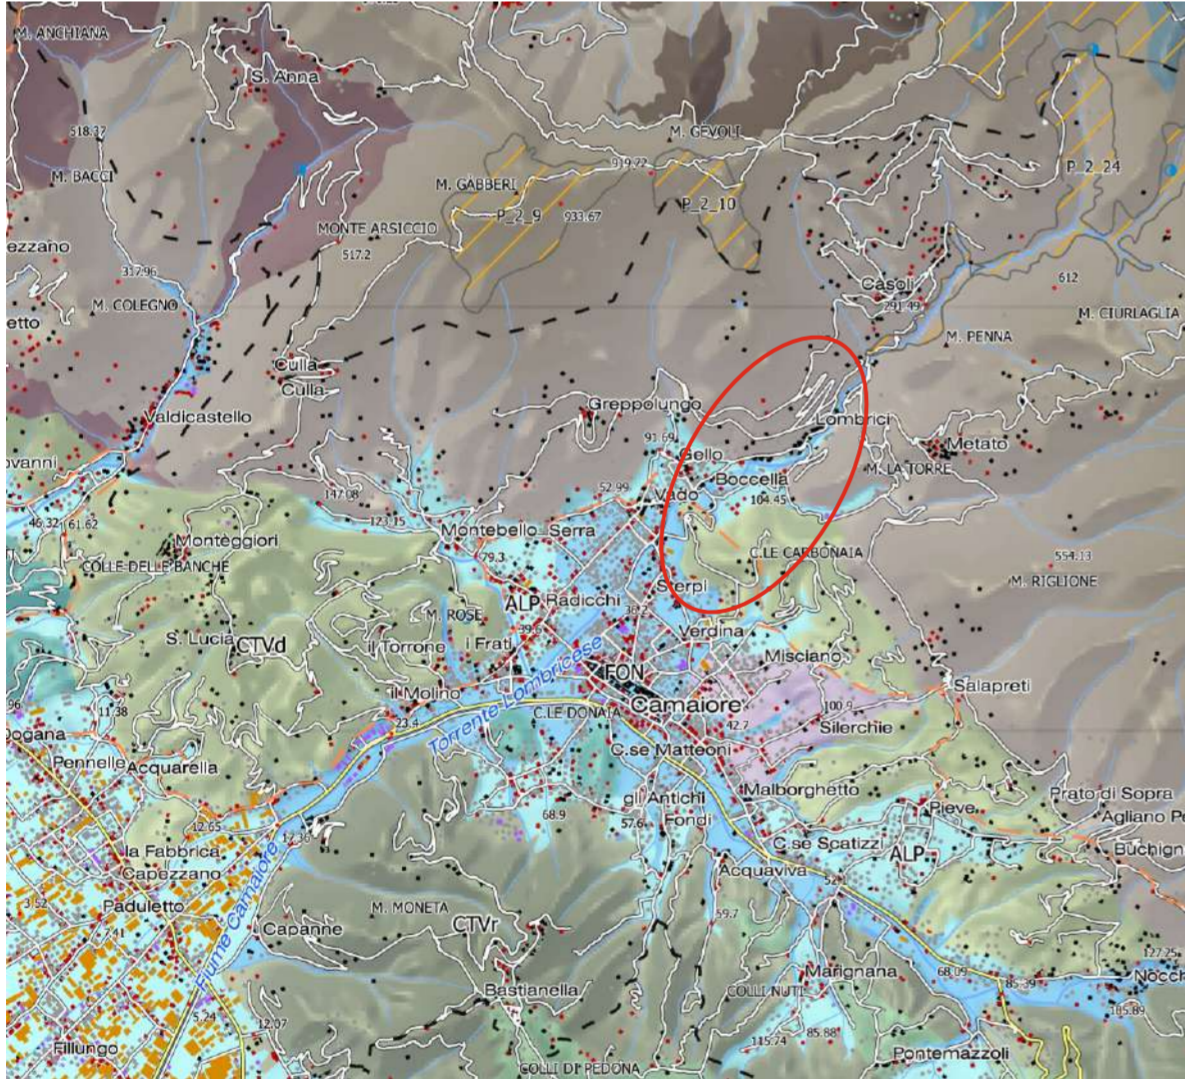 M. ANCHIANA
S. Anna
518.37
M. GEVOLI
M. BACCI
919.72
P_2_24
M. GÀBBERI
P_2_9
933.67
P_2_10
MONTE ARSICCIO
517.2
ezzano
317.96
Casoli
291.49
612
M. COLEGNO
M. CIURLAGLIA
etto
M. PENNA
Culla
Culla
Greppolungo
Valdicastello
Lombrici
91.69
Metato
Gello
M. LA TORRE
ovanni
Boccella
52.99
Vado
104.45
147.08
123.15
46.32
61.62
Montebello
Serra
Monteggiori
79.3
C.LE CARBONAIA
554.13
COLLE DELLE BANCHE
M. RIGLIONE
Sterpi
ALP
Radicchi
M. ROSE
39.6
Verdina
S. Lucia
CTVd
il Torrone
i Frati
Misciano
FON
Salapreti
il Molino
Torrente Lombricese
Camaiore
100.9
96
11.38
23.4
C.LE DONATA
42.7
Silerchie
Dogana
C.se Matteoni
Pennelle
Acquarella
Malborghetto
gli Antichi
Prato di Sopra
Pieve
68.9
57.6
Fondi
Agliano
12.65
12.36
C.se Scatizzi
ALP
Buchign
la Fabbrica
Capezzano
Acquaviva
Fiume Camaiore
3.52
Paduletto
M. MONETA
59.7
7.41
Capanne
CTVr
127.25
Marignana
68.09
85.39
Nocch
Bastianella
COLLI NUTI
185.89
5.24
12.07
85.88
115.74
Fillungo
Pontemazzoli
COLLI DI PEDONA